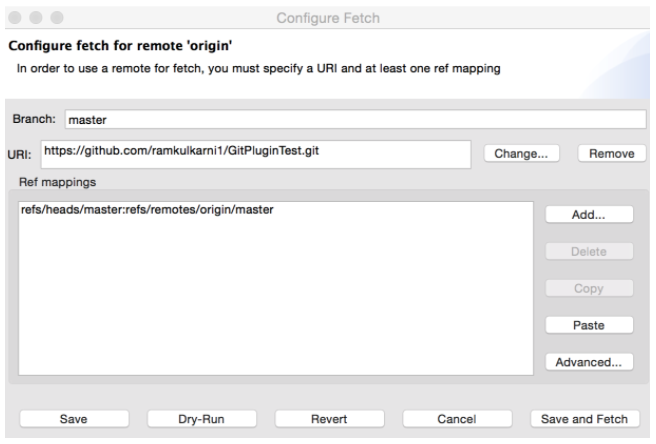 Configure Fetch
Configure fetch for remote 'origin'
In order to use a remote for fetch, you must specify a URI and at least one ref mapping
Branch: master
URI: https://github.com/ramkulkarni1/GitPluginTest.git Change... Remove
Ref mappings
refs/heads/master:refs/remotes/origin/master
Add...
Delete
Copy
Paste
Advanced...
Save Dry-Run Revert Cancel Save and Fetch